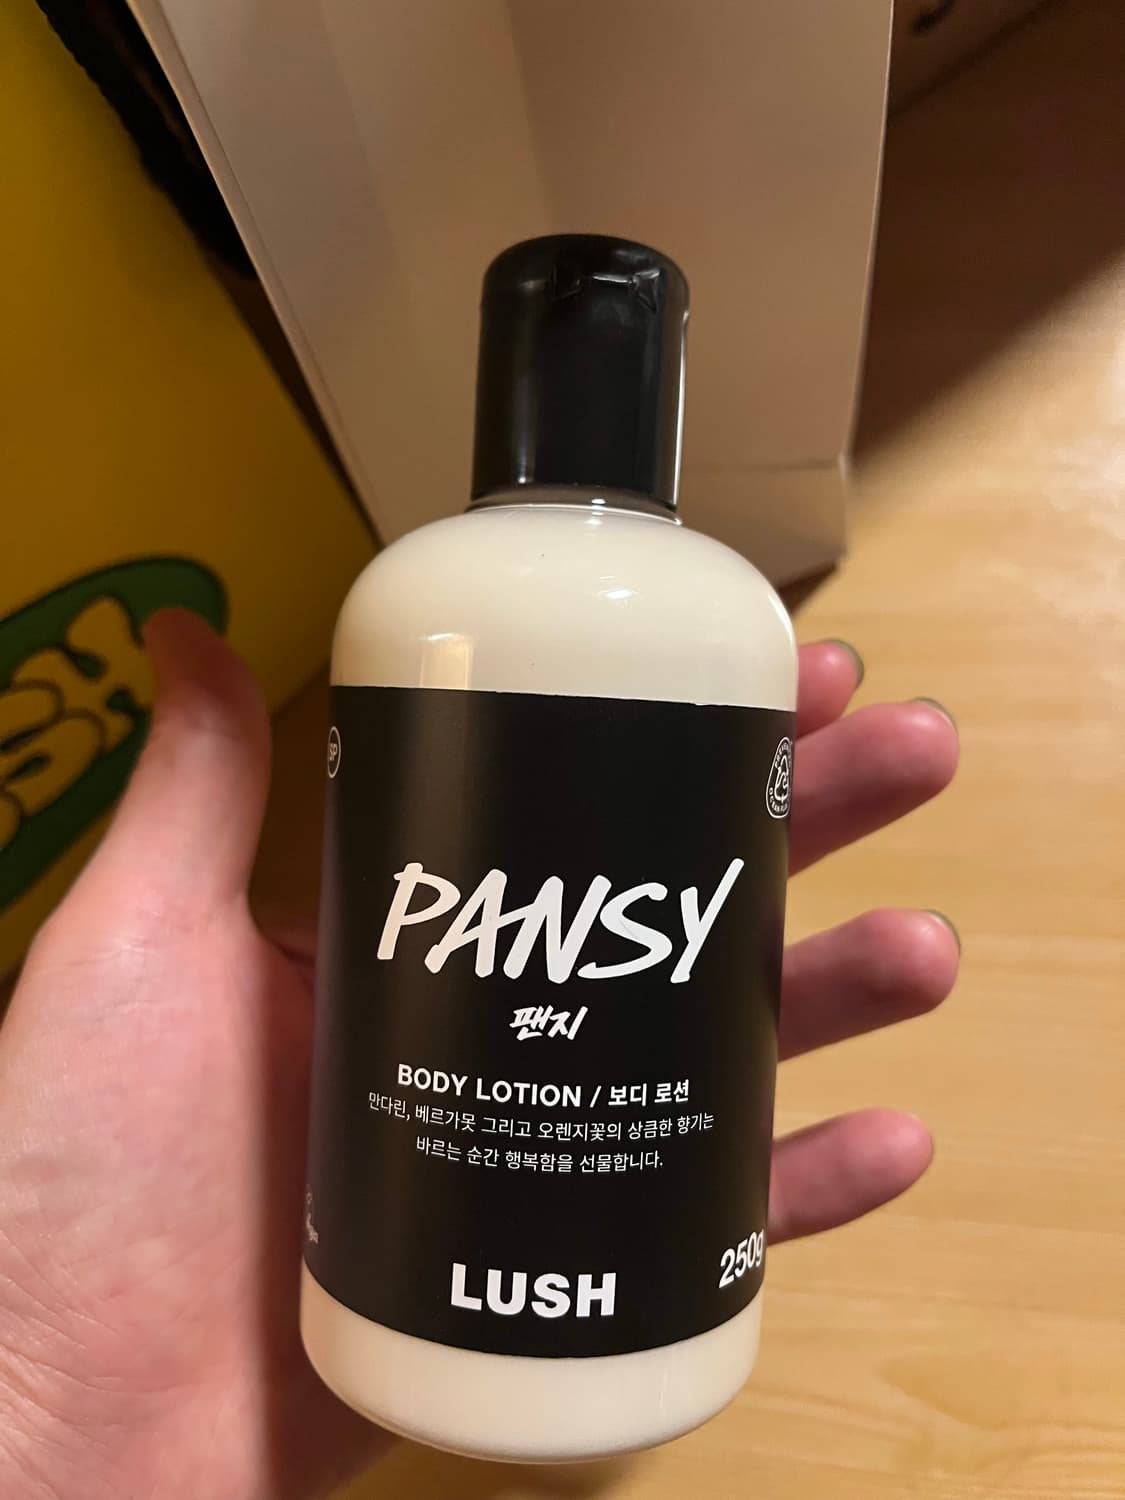 SP
PANSY
팬지
BODY LOTION / 보디 로션
만다린, 베르가못 그리고 오렌지꽃의 상큼한 향기는
바르는 순간 행복함을 선물합니다.
250g
LUSH